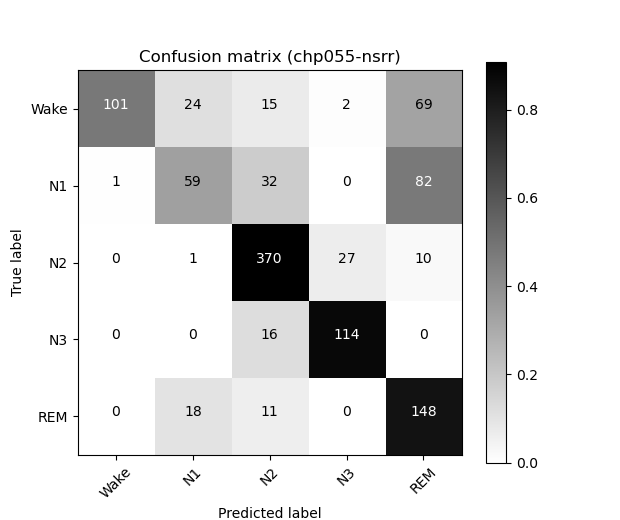 Confusion matrix (chp055-nsrr)
True label
Wake 101 24 15 2 69
N1 1 59 32 0 82
N2 0 1 370 27 10
N3 0 0 16 114 0
REM 0 18 11 0 148
Wake N1 N2 N3 REM
Predicted label
0.8
0.6
0.4
0.2
0.0